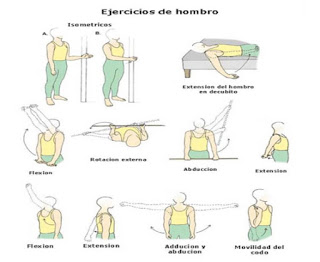 Ejercicios de hombro
Isometricos
A.
B.
Extension del hombro
en decubito
Flexion
Rotacion externa
Abduccion
Extension
Flexion
Extension
Adduccion y
abducion
Movilidad del
codo